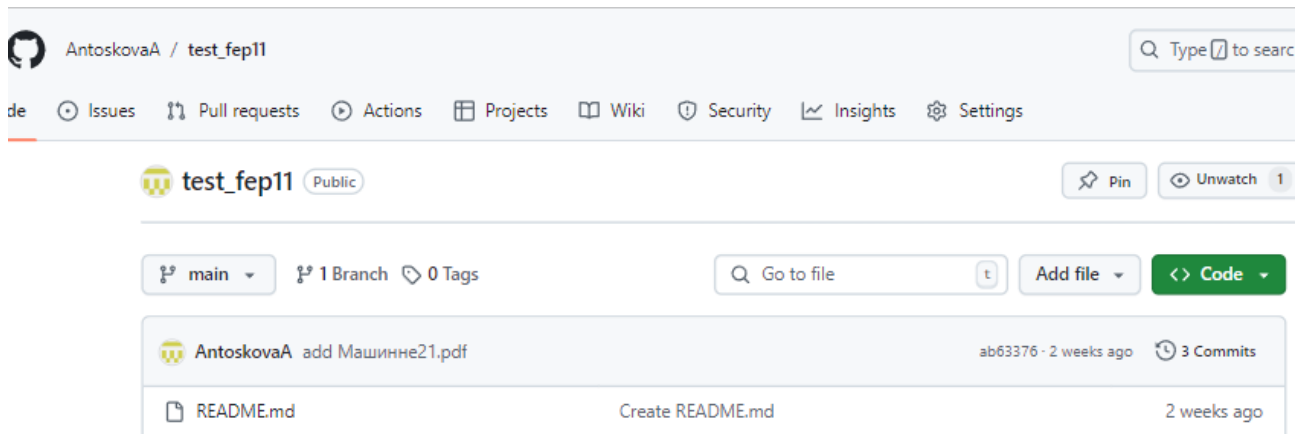 AntoskovaA / test_fep11
Type / to searc
de Issues Pull requests Actions Projects Wiki Security Insights Settings
test_fep11 Public Pin Unwatch 1
main 1 Branch 0 Tags Go to file t Add file <> Code
AntoskovaA add Машинне21.pdf ab63376 · 2 weeks ago 3 Commits
README.md Create README.md 2 weeks ago